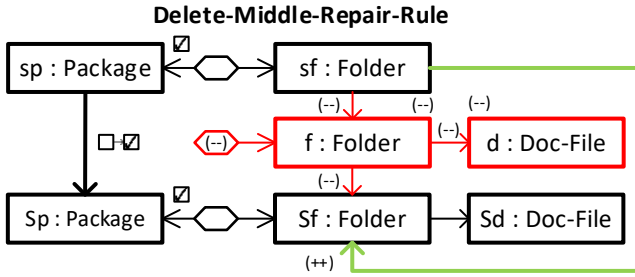 Delete-Middle-Repair-Rule
sp : Package
sf : Folder
(--)
(--)
(--)
(--)
f : Folder
(--)
d : Doc-File
(--)
Sp : Package
Sf : Folder
Sd : Doc-File
(++)